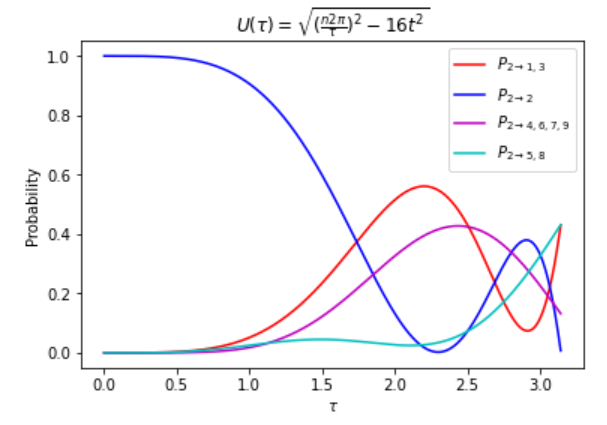 U(τ) = √((n2π/τ)² − 16t²)
P₂→₁,₃
P₂→₂
P₂→₄,₆,₇,₉
P₂→₅,₈
Probability
1.0
0.8
0.6
0.4
0.2
0.0
0.0 0.5 1.0 1.5 2.0 2.5 3.0
τ